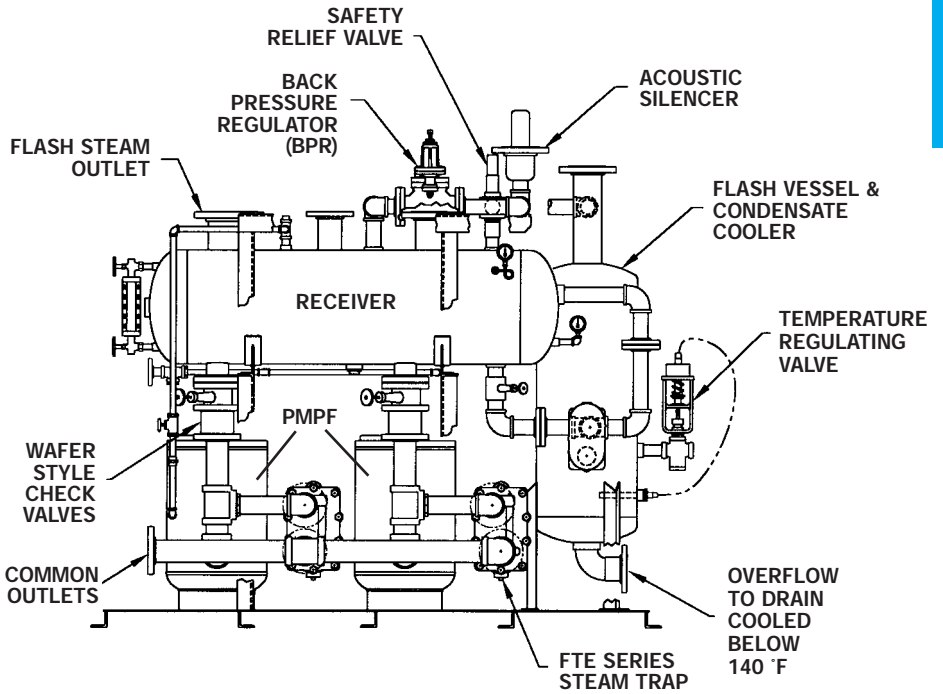 SAFETY
RELIEF VALVE
BACK
PRESSURE
REGULATOR
(BPR)
ACOUSTIC
SILENCER
FLASH STEAM
OUTLET
FLASH VESSEL &
CONDENSATE
COOLER
RECEIVER
TEMPERATURE
REGULATING
VALVE
PMPF
WAFER
STYLE
CHECK
VALVES
COMMON
OUTLETS
OVERFLOW
TO DRAIN
COOLED
BELOW
140 °F
FTE SERIES
STEAM TRAP